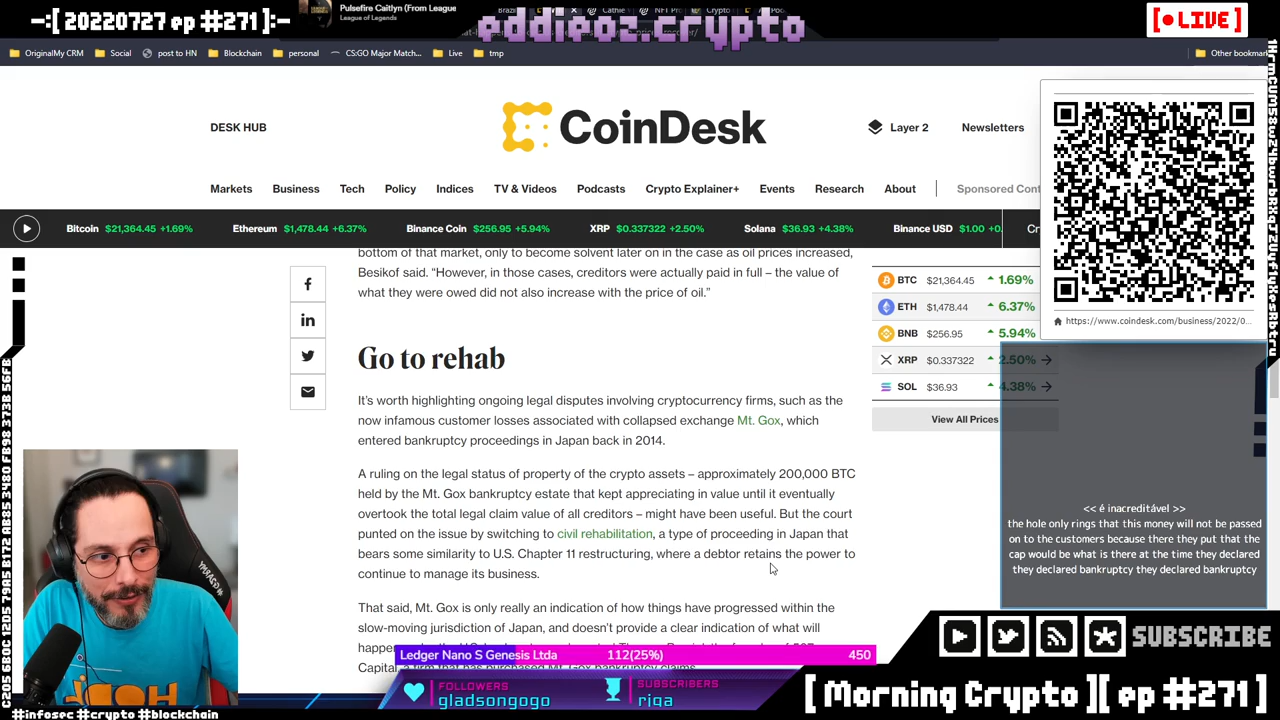 -:[ 20220727 ep #271]:-
Pulsefire Caitlyn (From League
League of Legends
eddieoz.crypto
[● LIVE]
OriginalMy CRM
Social
post to HN
Blockchain
personal
CS:GO Major Match...
Live
tmp
Other bookmar
DESK HUB
CoinDesk
Layer 2
Newsletters
Markets
Business
Tech
Policy
Indices
TV & Videos
Podcasts
Crypto Explainer+
Events
Research
About
Sponsored Cont
Bitcoin $21,364.45 +1.69%
Ethereum $1,478.44 +6.37%
Binance Coin $256.95 +5.94%
XRP $0.337322 +2.50%
Solana $36.93 +4.38%
Binance USD $1.00 +0.
Cr
bottom of that market, only to become solvent later on in the case as oil prices increased,
Besikof said. “However, in those cases, creditors were actually paid in full – the value of
what they were owed did not also increase with the price of oil.”
Go to rehab
It’s worth highlighting ongoing legal disputes involving cryptocurrency firms, such as the
now infamous customer losses associated with collapsed exchange Mt. Gox, which
entered bankruptcy proceedings in Japan back in 2014.
A ruling on the legal status of property of the crypto assets – approximately 200,000 BTC
held by the Mt. Gox bankruptcy estate that kept appreciating in value until it eventually
overtook the total legal claim value of all creditors – might have been useful. But the court
punted on the issue by switching to civil rehabilitation, a type of proceeding in Japan that
bears some similarity to U.S. Chapter 11 restructuring, where a debtor retains the power to
continue to manage its business.
That said, Mt. Gox is only really an indication of how things have progressed within the
slow-moving jurisdiction of Japan, and doesn’t provide a clear indication of what will
BTC $21,364.45 1.69%
ETH $1,478.44 6.37%
BNB $256.95 5.94%
XRP $0.337322 2.50%
SOL $36.93 4.38%
View All Prices
https://www.coindesk.com/business/2022/0...
<< é inacreditável >>
the hole only rings that this money will not be passed
on to the customers because there they put that the
cap would be what is there at the time they declared
they declared bankruptcy they declared bankruptcy
Ledger Nano S Genesis Ltda
112(25%)
450
FOLLOWERS
gladsongogo
SUBSCRIBERS
rjga
SUBSCRIBE
[ Morning Crypto ][ ep #271 ]
#infosec #crypto #blockchain